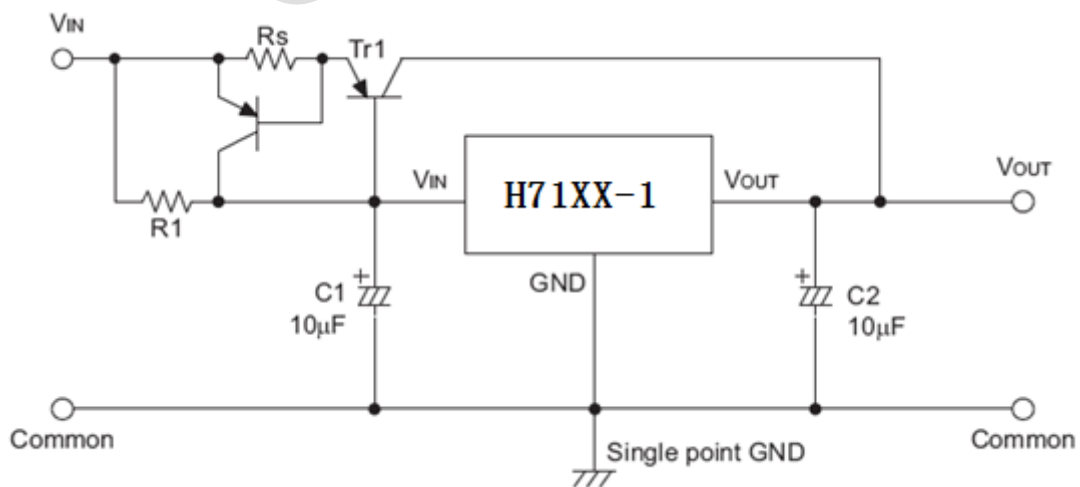 VIN
Rs
Tr1
VIN
H71XX-1
VOUT
VOUT
R1
GND
C1
10µF
C2
10µF
Common
Single point GND
Common